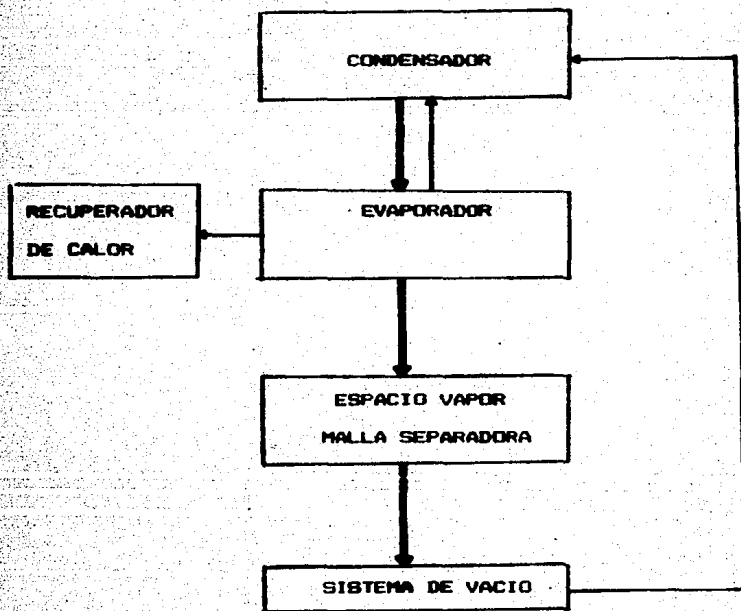 CONDENSADOR
RECUPERADOR
DE CALOR
EVAPORADOR
ESPACIO VAPOR
MALLA SEPARADORA
SISTEMA DE VACIO